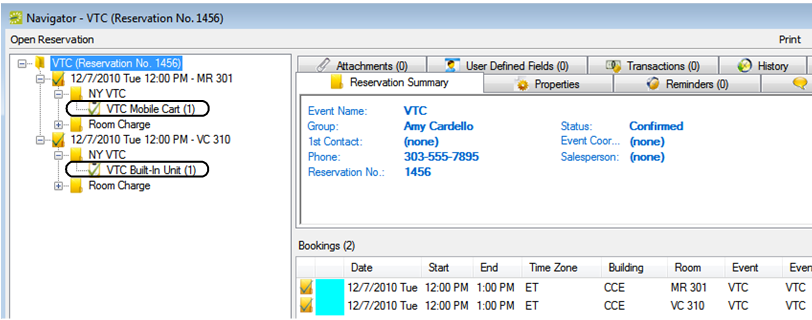 Navigator - VTC (Reservation No. 1456)
Open Reservation Print
VTC (Reservation No. 1456)
12/7/2010 Tue 12:00 PM - MR 301
NY VTC
VTC Mobile Cart (1)
Room Charge
12/7/2010 Tue 12:00 PM - VC 310
NY VTC
VTC Built-In Unit (1)
Room Charge
Attachments (0) User Defined Fields (0) Transactions (0) History
Reservation Summary Properties Reminders (0)
Event Name: VTC
Group: Amy Cardello Status: Confirmed
1st Contact: (none) Event Coor... (none)
Phone: 303-555-7895 Salesperson: (none)
Reservation No.: 1456
Bookings (2)
Date Start End Time Zone Building Room Event Even
12/7/2010 Tue 12:00 PM 1:00 PM ET CCE MR 301 VTC VTC
12/7/2010 Tue 12:00 PM 1:00 PM ET CCE VC 310 VTC VTC